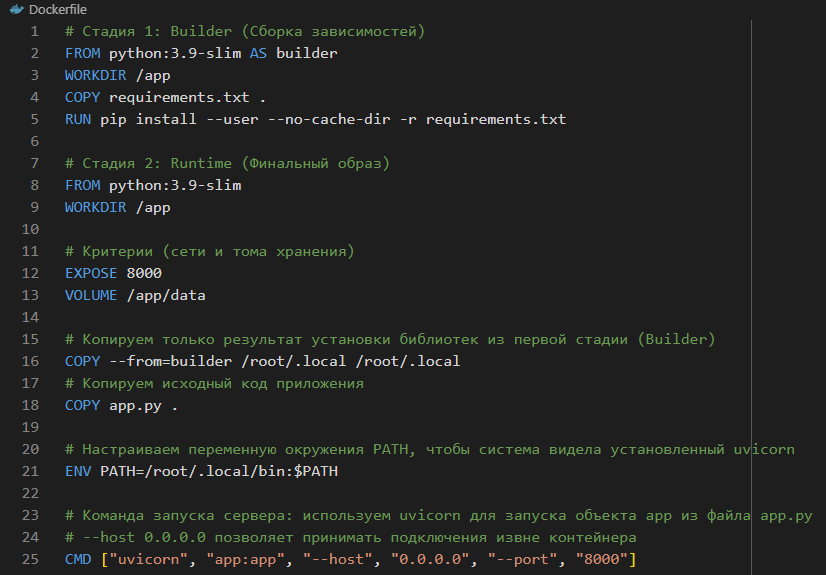 Dockerfile
1 # Стадия 1: Builder (Сборка зависимостей)
2 FROM python:3.9-slim AS builder
3 WORKDIR /app
4 COPY requirements.txt .
5 RUN pip install --user --no-cache-dir -r requirements.txt
6
7 # Стадия 2: Runtime (Финальный образ)
8 FROM python:3.9-slim
9 WORKDIR /app
10
11 # Критерии (сети и тома хранения)
12 EXPOSE 8000
13 VOLUME /app/data
14
15 # Копируем только результат установки библиотек из первой стадии (Builder)
16 COPY --from=builder /root/.local /root/.local
17 # Копируем исходный код приложения
18 COPY app.py .
19
20 # Настраиваем переменную окружения PATH, чтобы система видела установленный uvicorn
21 ENV PATH=/root/.local/bin:$PATH
22
23 # Команда запуска сервера: используем uvicorn для запуска объекта app из файла app.py
24 # --host 0.0.0.0 позволяет принимать подключения извне контейнера
25 CMD ["uvicorn", "app:app", "--host", "0.0.0.0", "--port", "8000"]